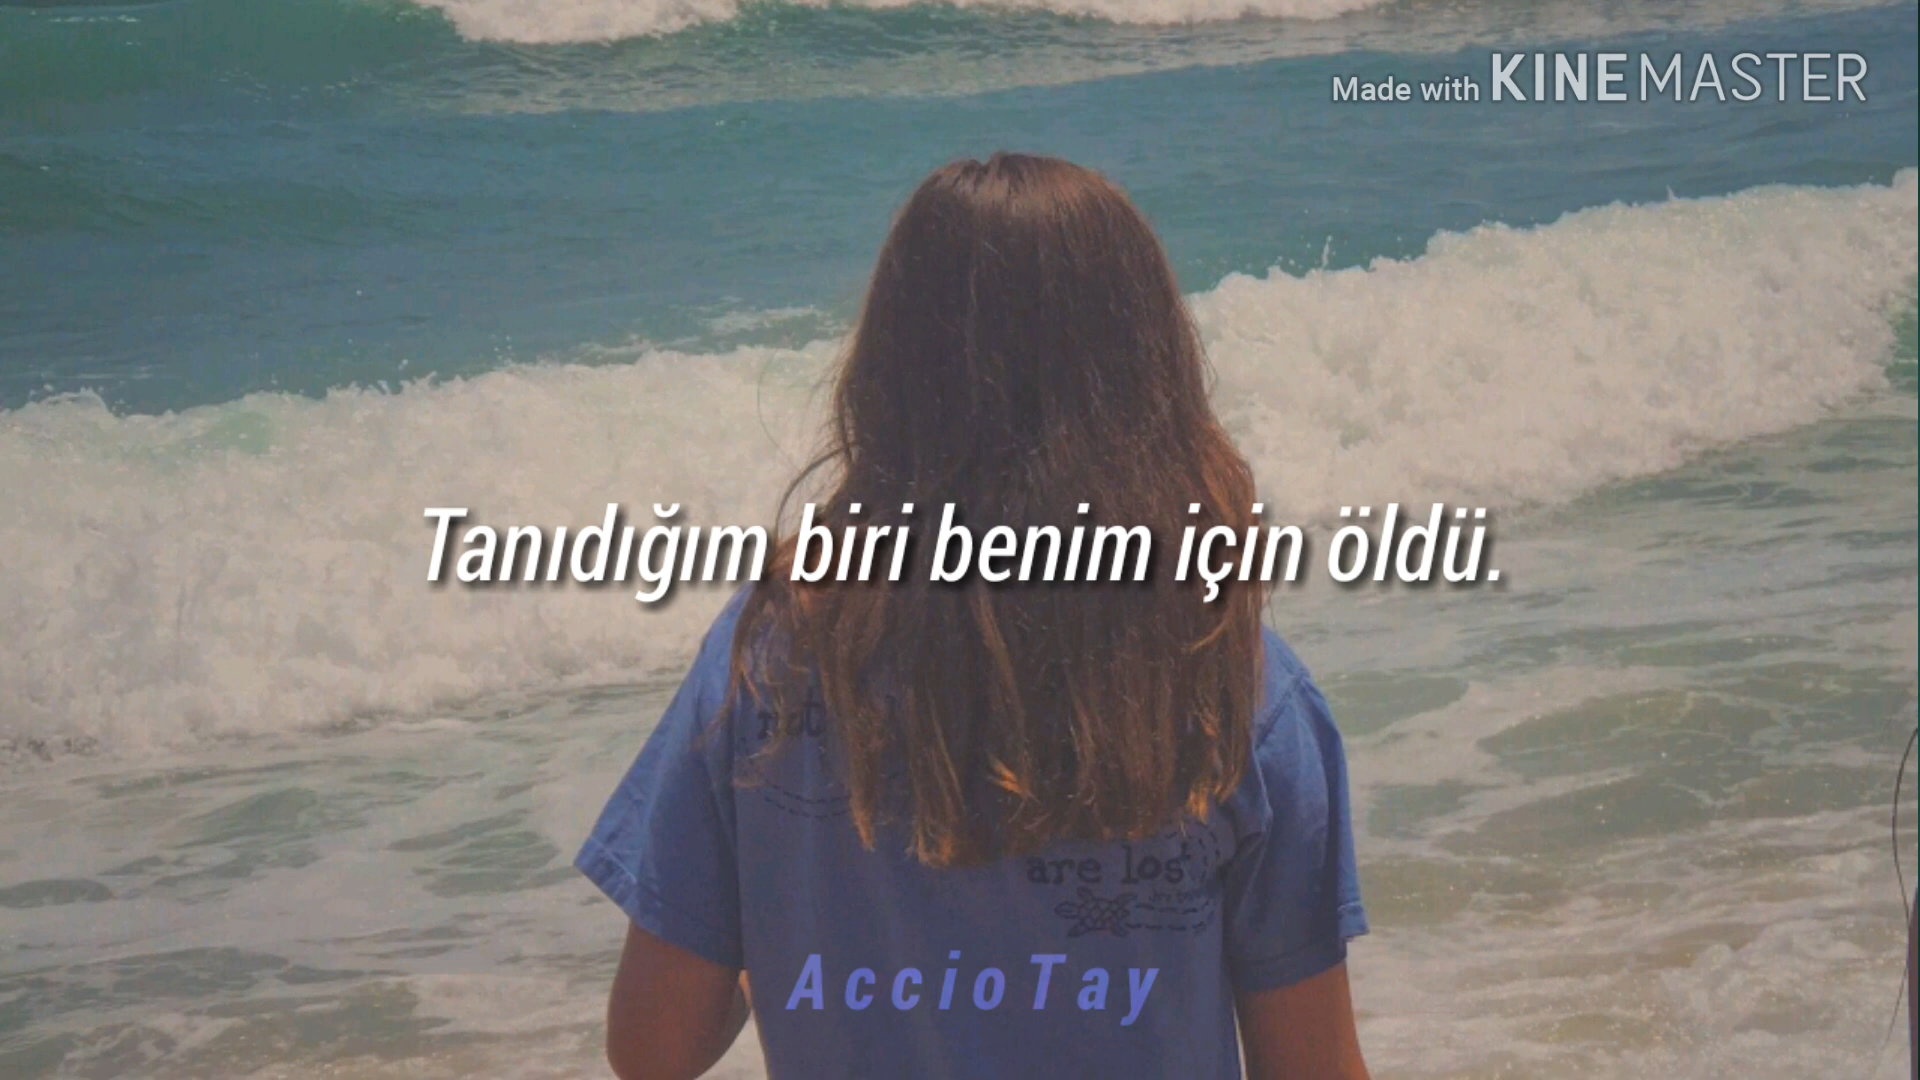 Made with KINEMASTER
Tanıdığım biri benim için öldü.
are lost
AccioTay